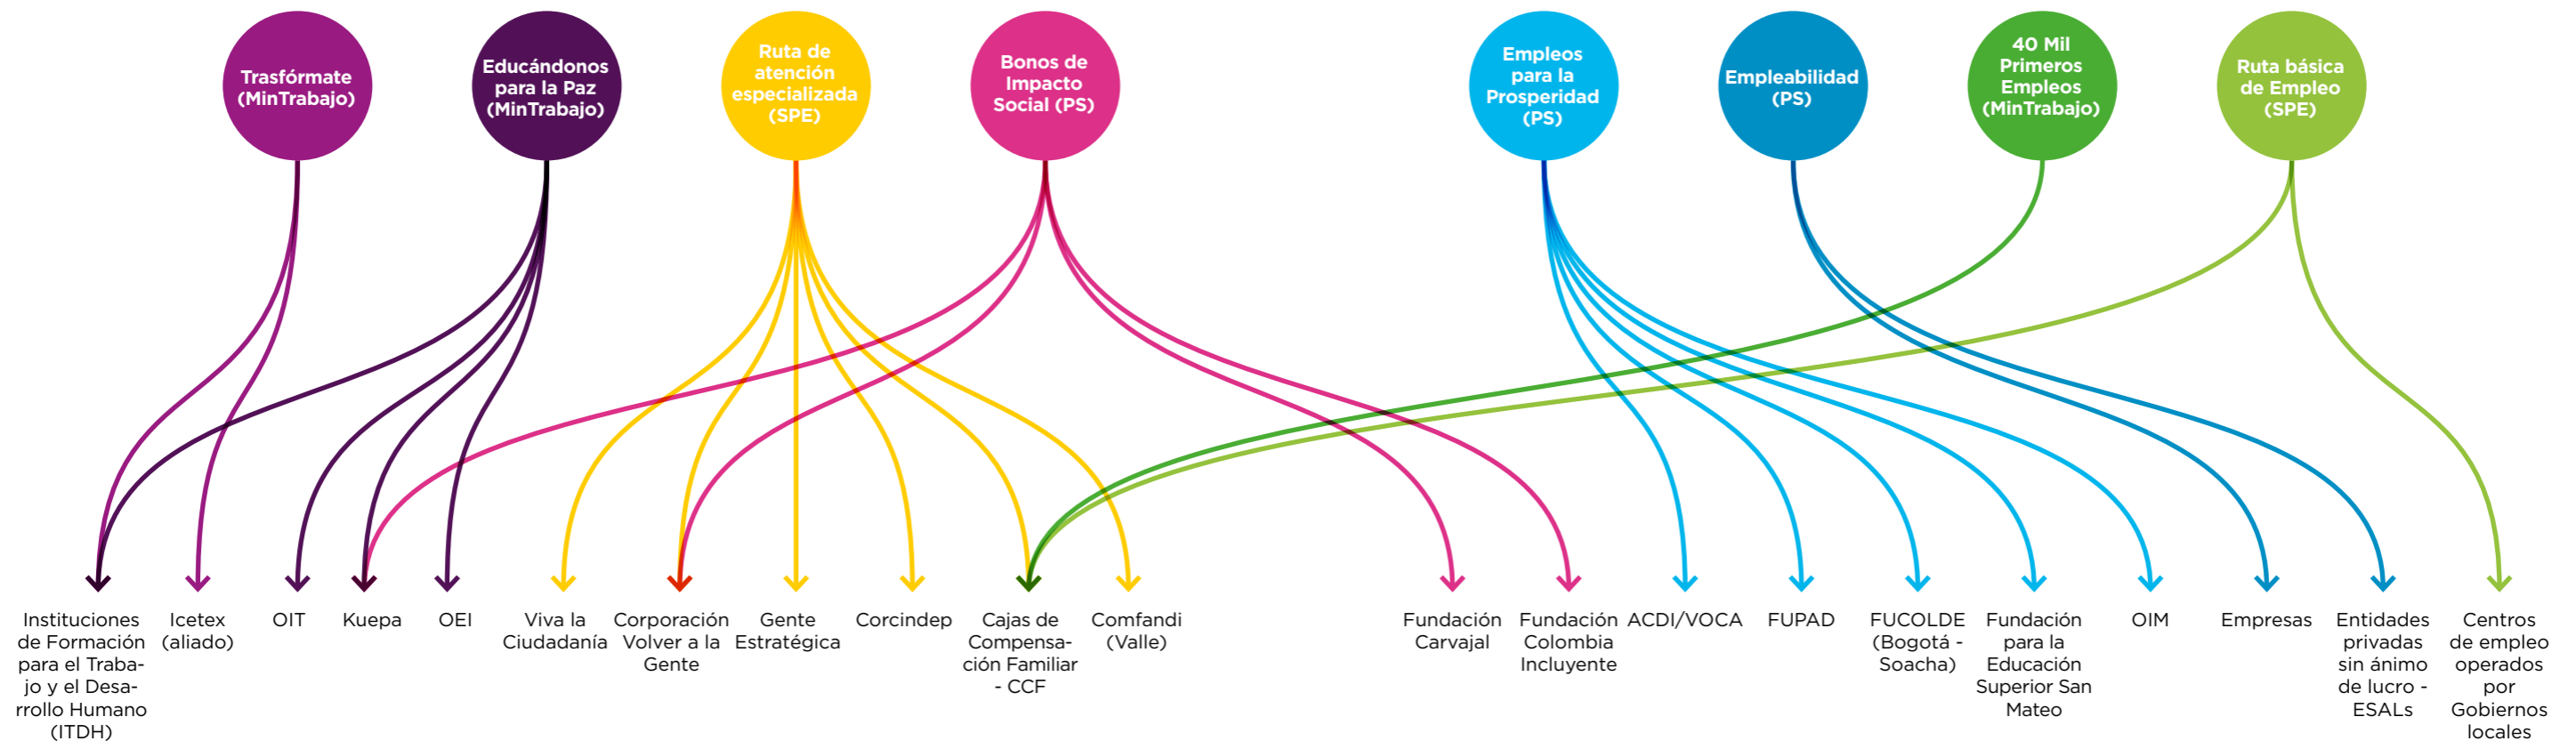 Trasfórmate
(MinTrabajo)
Educándonos
para la Paz
(MinTrabajo)
Ruta de
atención
especializada
(SPE)
Bonos de
Impacto
Social (PS)
Empleos
para la
Prosperidad
(PS)
Empleabilidad
(PS)
40 Mil
Primeros
Empleos
(MinTrabajo)
Ruta básica
de Empleo
(SPE)
Instituciones
de Formación
para el Traba-
jo y el Desa-
rrollo Humano
(ITDH)
Icetex
(aliado)
OIT
Kuepa
OEI
Viva la
Ciudadanía
Corporación
Volver a la
Gente
Gente
Estratégica
Corcindep
Cajas de
Compensa-
ción Familiar
- CCF
Comfandi
(Valle)
Fundación
Carvajal
Fundación
Colombia
Incluyente
ACDI/VOCA
FUPAD
FUCOLDE
(Bogotá -
Soacha)
Fundación
para la
Educación
Superior San
Mateo
OIM
Empresas
Entidades
privadas
sin ánimo
de lucro -
ESALs
Centros
de empleo
operados
por
Gobiernos
locales